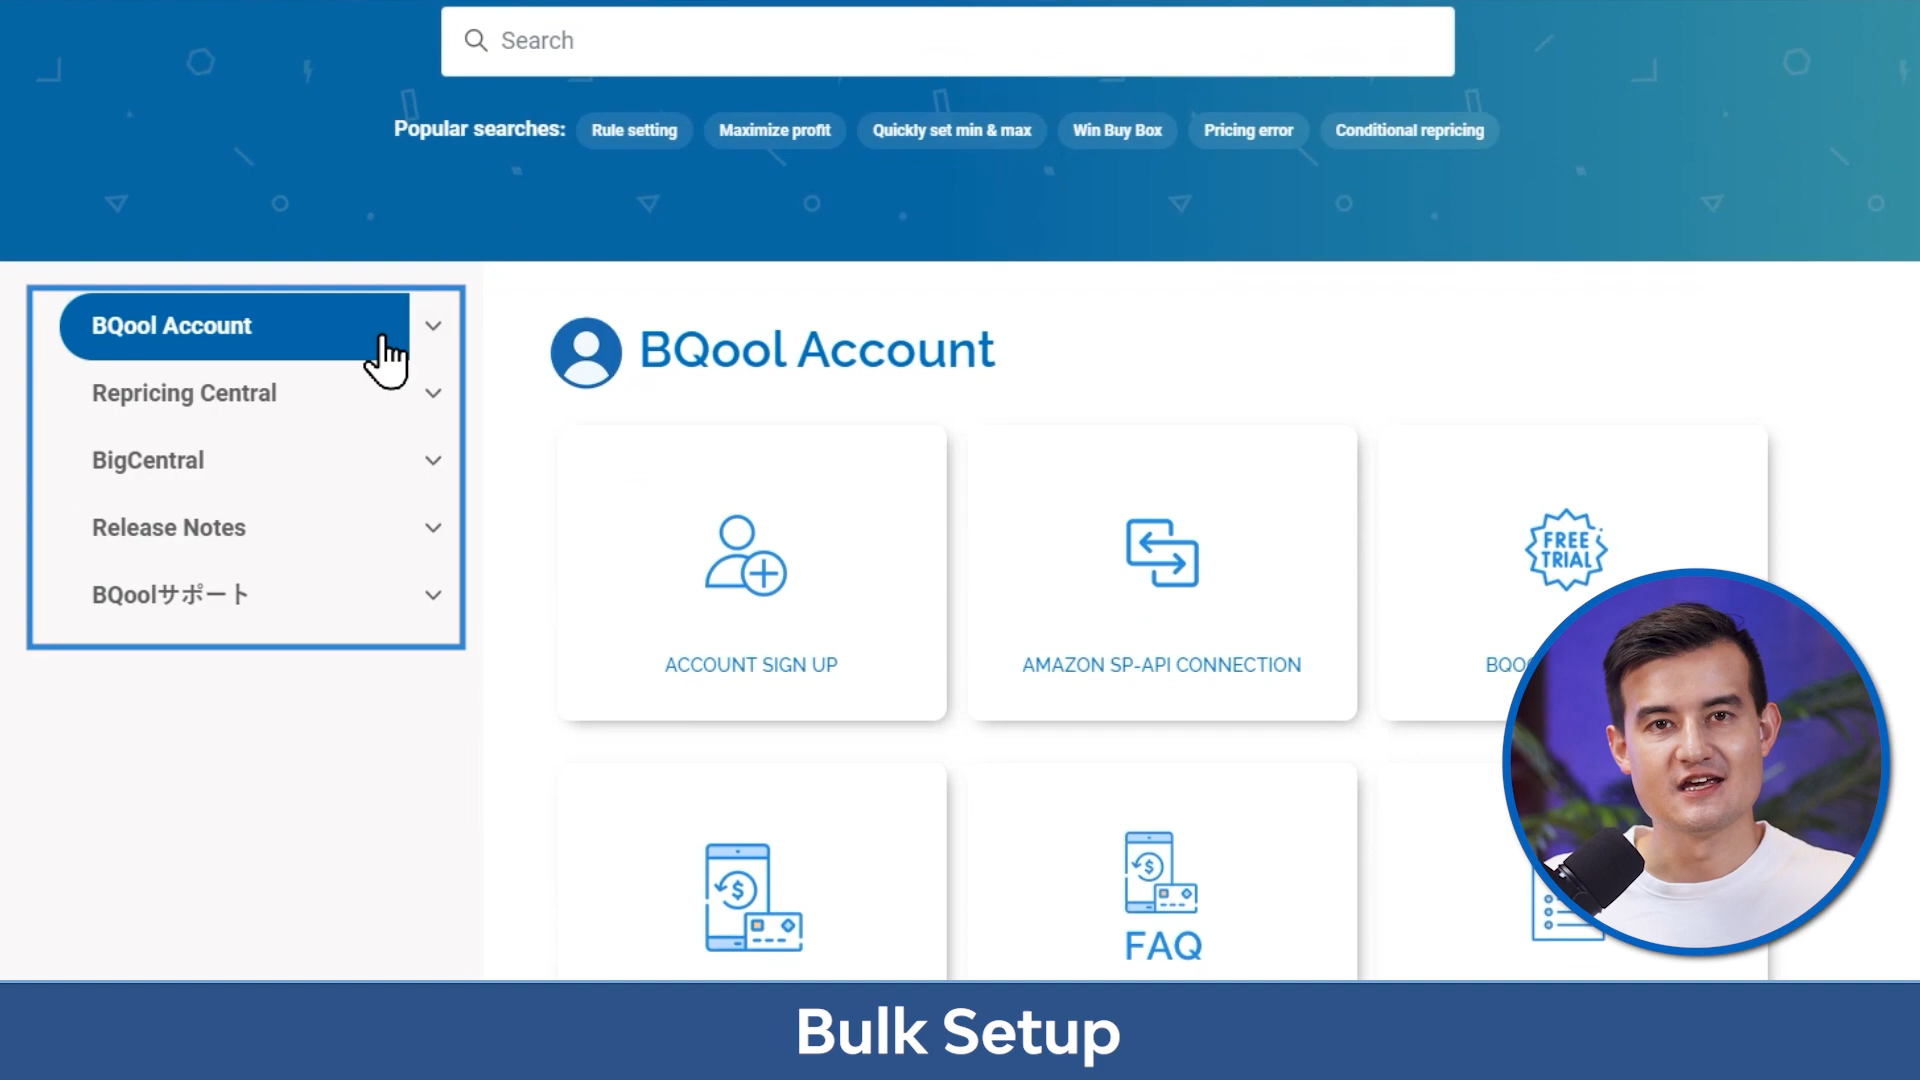 Search
Popular searches: Rule setting Maximize profit Quickly set min & max Win Buy Box Pricing error Conditional repricing
BQool Account
Repricing Central
BigCentral
Release Notes
BQoolサポート
BQool Account
ACCOUNT SIGN UP
AMAZON SP-API CONNECTION
FREE
TRIAL
FAQ
Bulk Setup